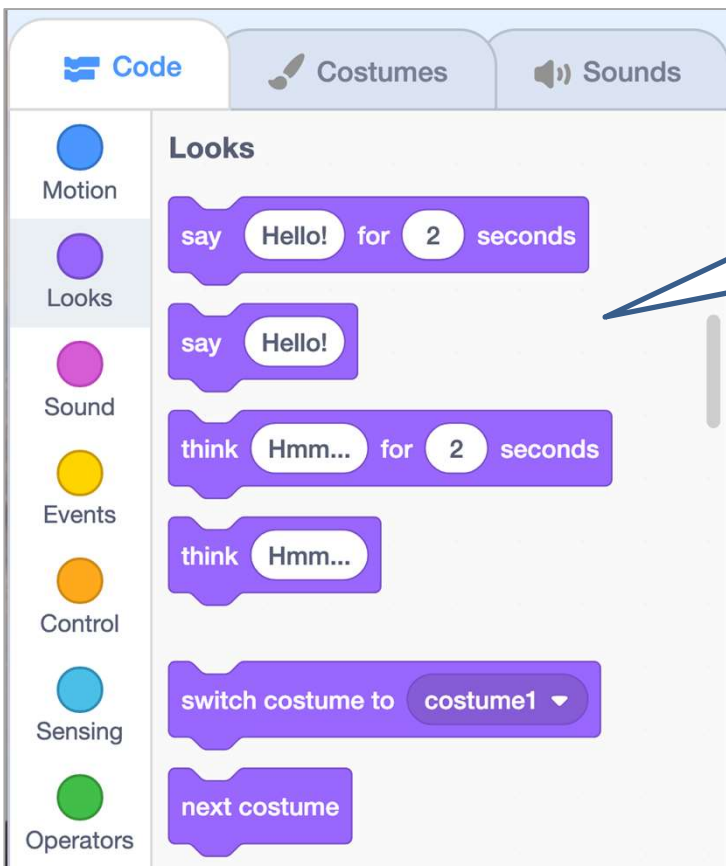 Code Costumes Sounds
Motion
Looks
Sound
Events
Control
Sensing
Operators
Looks
say Hello! for 2 seconds
say Hello!
think Hmm... for 2 seconds
think Hmm...
switch costume to costume1
next costume